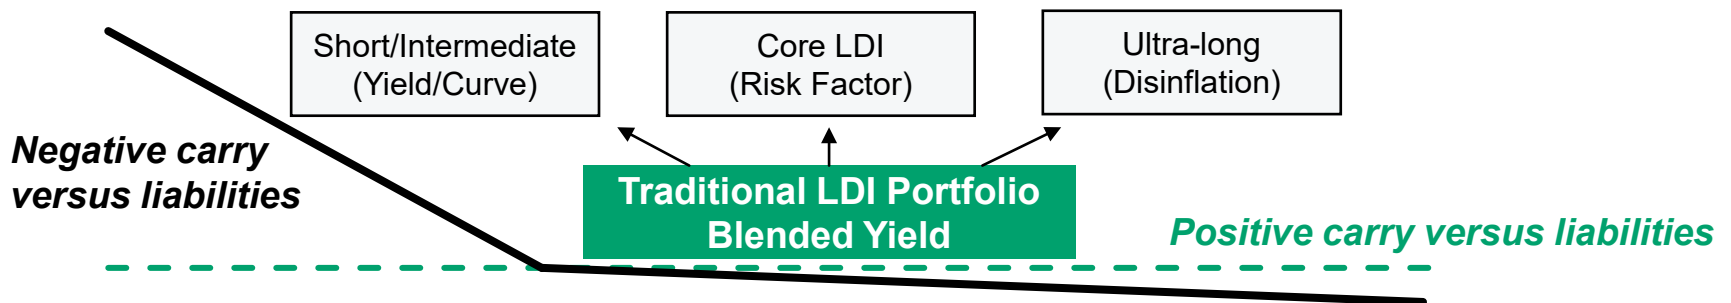 Short/Intermediate
(Yield/Curve)
Core LDI
(Risk Factor)
Ultra-long
(Disinflation)
Negative carry
versus liabilities
Traditional LDI Portfolio
Blended Yield
Positive carry versus liabilities